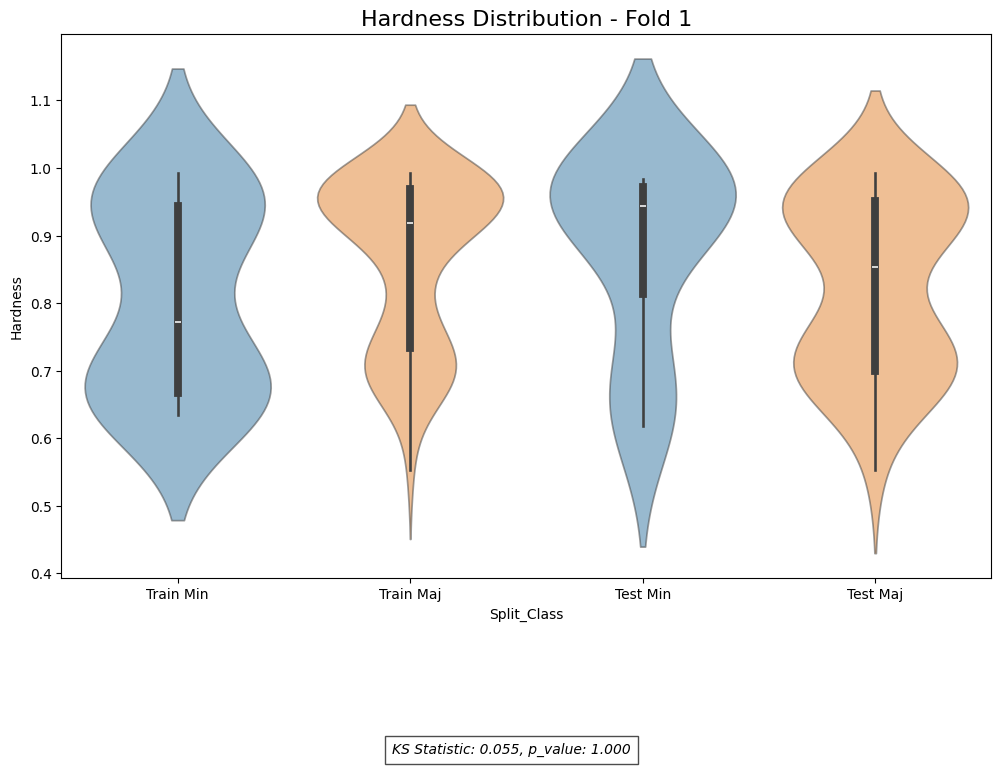 Hardness Distribution - Fold 1
Hardness
1.1
1.0
0.9
0.8
0.7
0.6
0.5
0.4
Train Min
Train Maj
Test Min
Test Maj
Split_Class
KS Statistic: 0.055, p_value: 1.000